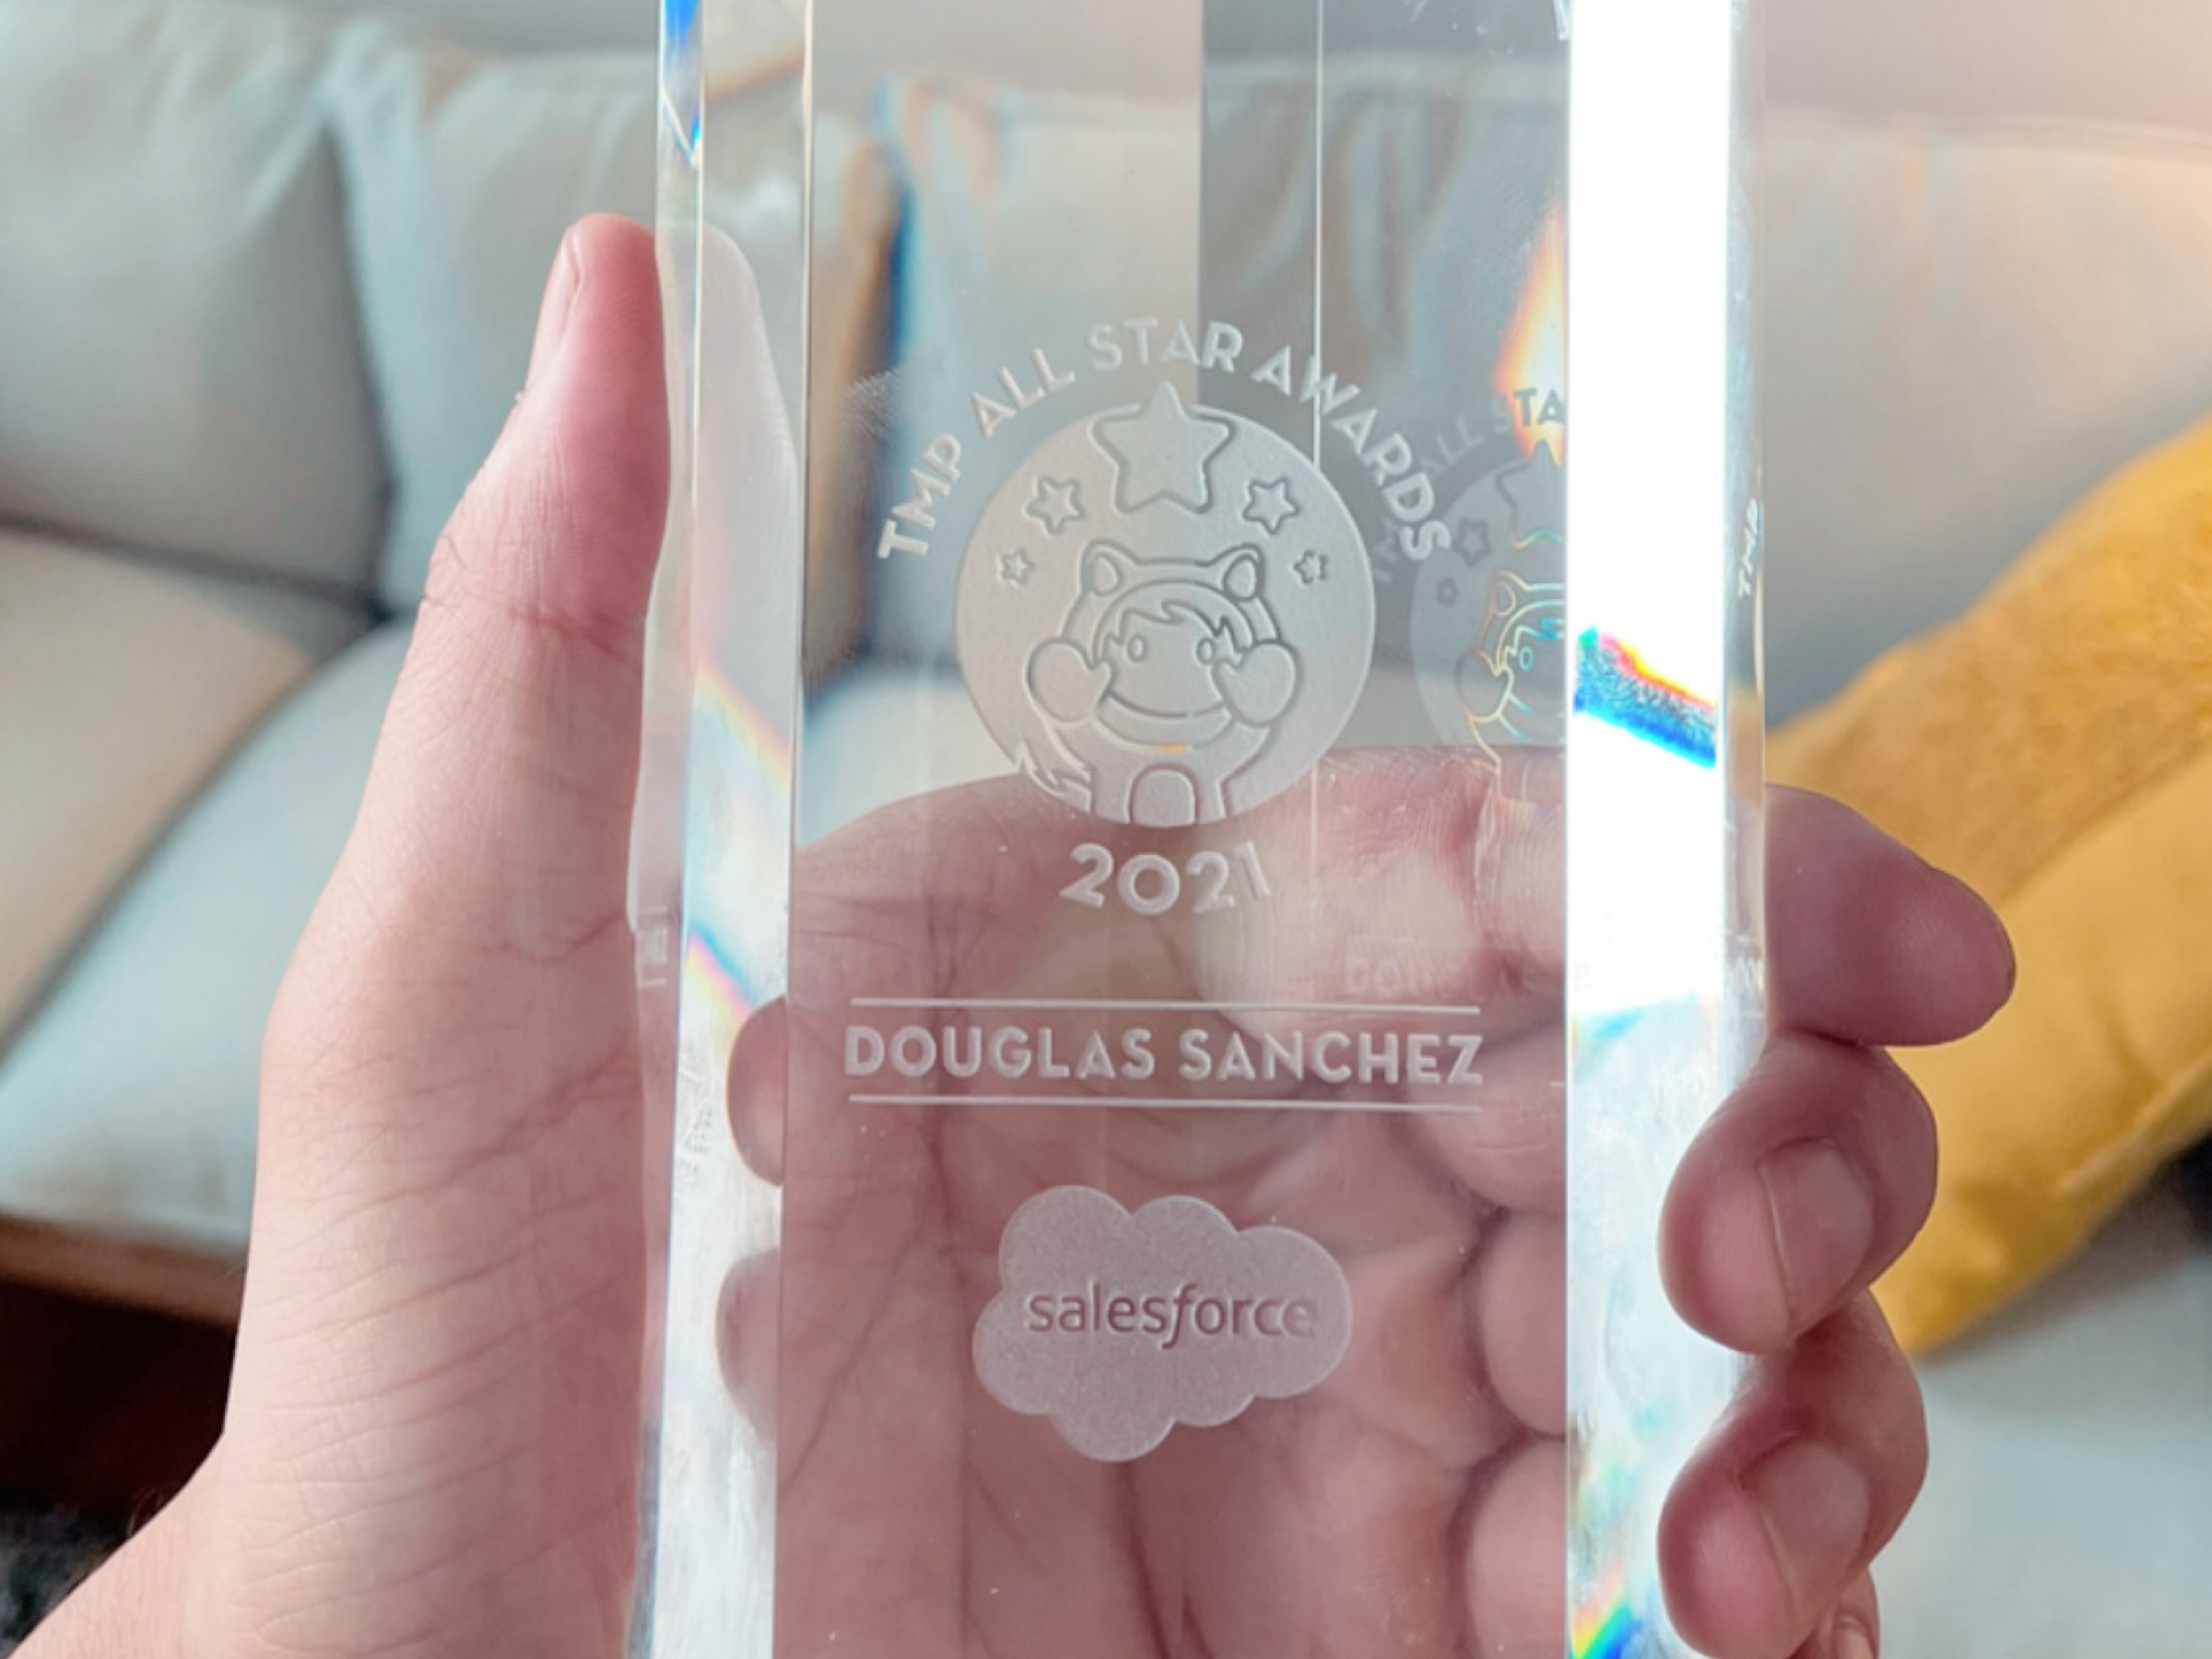 TMP ALL STAR AWARDS
2021
DOUGLAS SANCHEZ
salesforce